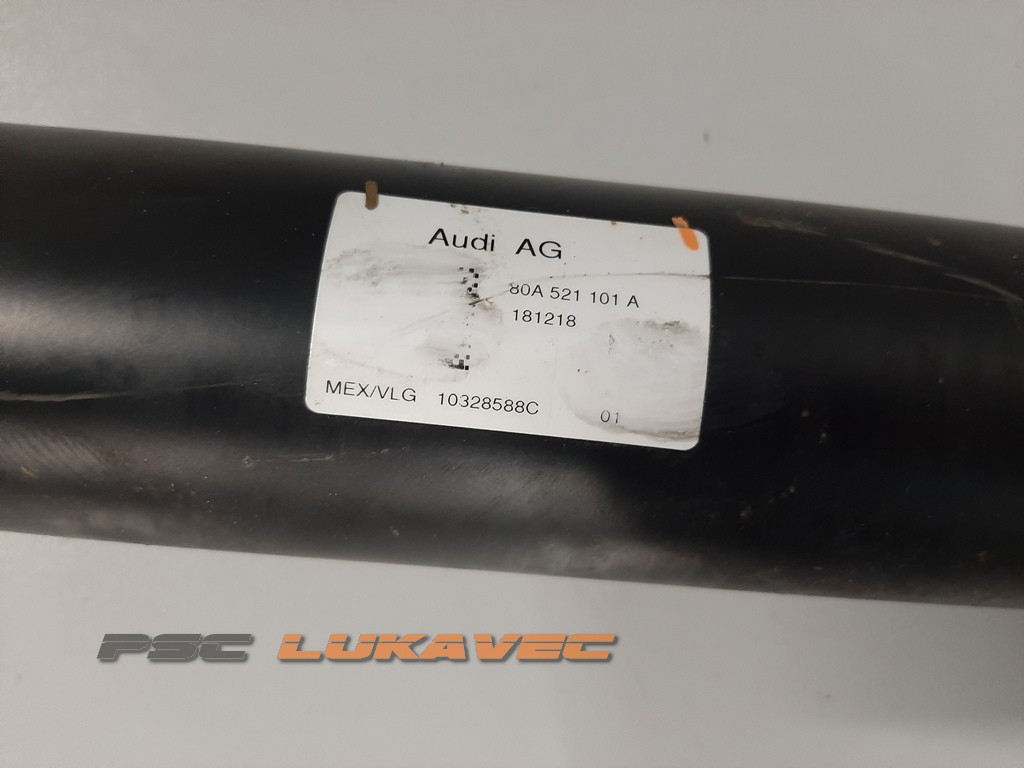 Audi AG
80A 521 101 A
181218
MEX/VLG 10328588C 01
PSC LUKAVEC